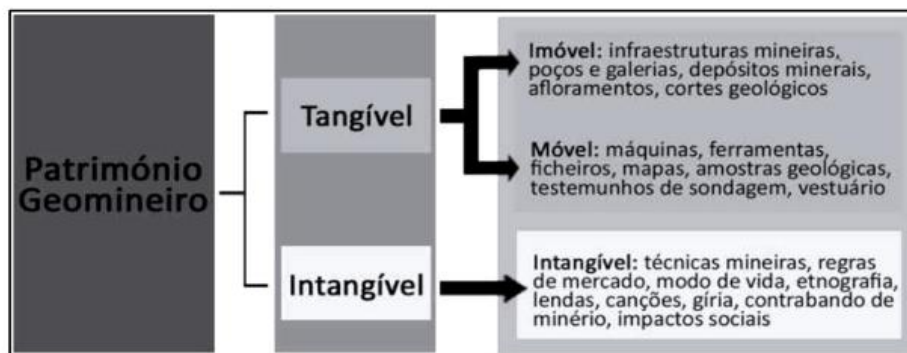 Património
Geomineiro
Tangível
Imóvel: infraestruturas mineiras,
poços e galerias, depósitos minerais,
afloramentos, cortes geológicos
Móvel: máquinas, ferramentas,
ficheiros, mapas, amostras geológicas,
testemunhos de sondagem, vestuário
Intangível
Intangível: técnicas mineiras, regras
de mercado, modo de vida, etnografia,
lendas, canções, gíria, contrabando de
minério, impactos sociais